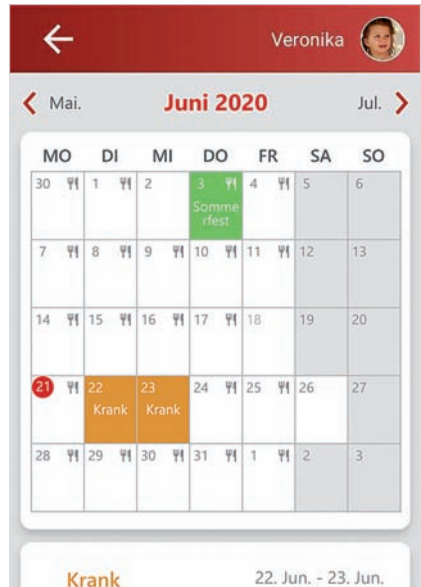 Veronika
Mai. Juni 2020 Jul.
MO DI MI DO FR SA SO
30 1 2 3 4 5 6
Somme
rfest
7 8 9 10 11 12 13
14 15 16 17 18 19 20
21 22 23 24 25 26 27
Krank Krank
28 29 30 31 1 2 3
Krank 22. Jun. - 23. Jun.